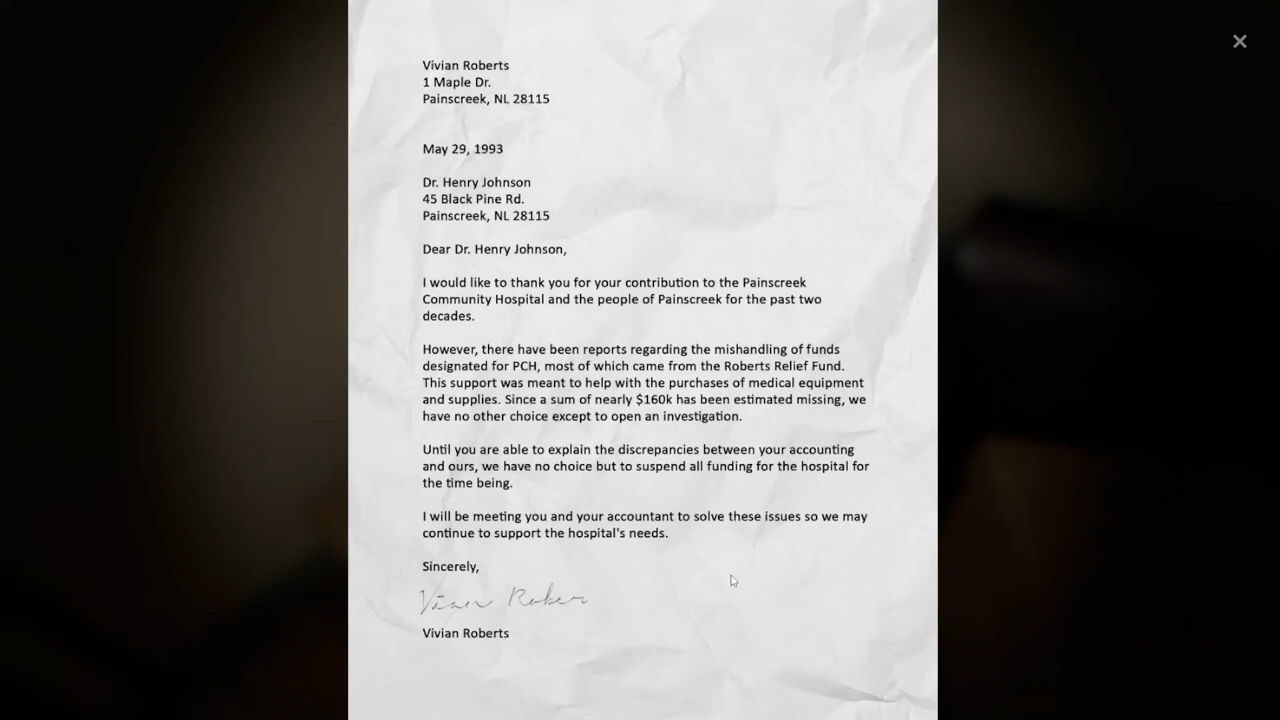 Vivian Roberts
1 Maple Dr.
Painscreek, NL 28115
May 29, 1993
Dr. Henry Johnson
45 Black Pine Rd.
Painscreek, NL 28115
Dear Dr. Henry Johnson,
I would like to thank you for your contribution to the Painscreek
Community Hospital and the people of Painscreek for the past two
decades.
However, there have been reports regarding the mishandling of funds
designated for PCH, most of which came from the Roberts Relief Fund.
This support was meant to help with the purchases of medical equipment
and supplies. Since a sum of nearly $160k has been estimated missing, we
have no other choice except to open an investigation.
Until you are able to explain the discrepancies between your accounting
and ours, we have no choice but to suspend all funding for the hospital for
the time being.
I will be meeting you and your accountant to solve these issues so we may
continue to support the hospital's needs.
Sincerely,
Vivian Roberts